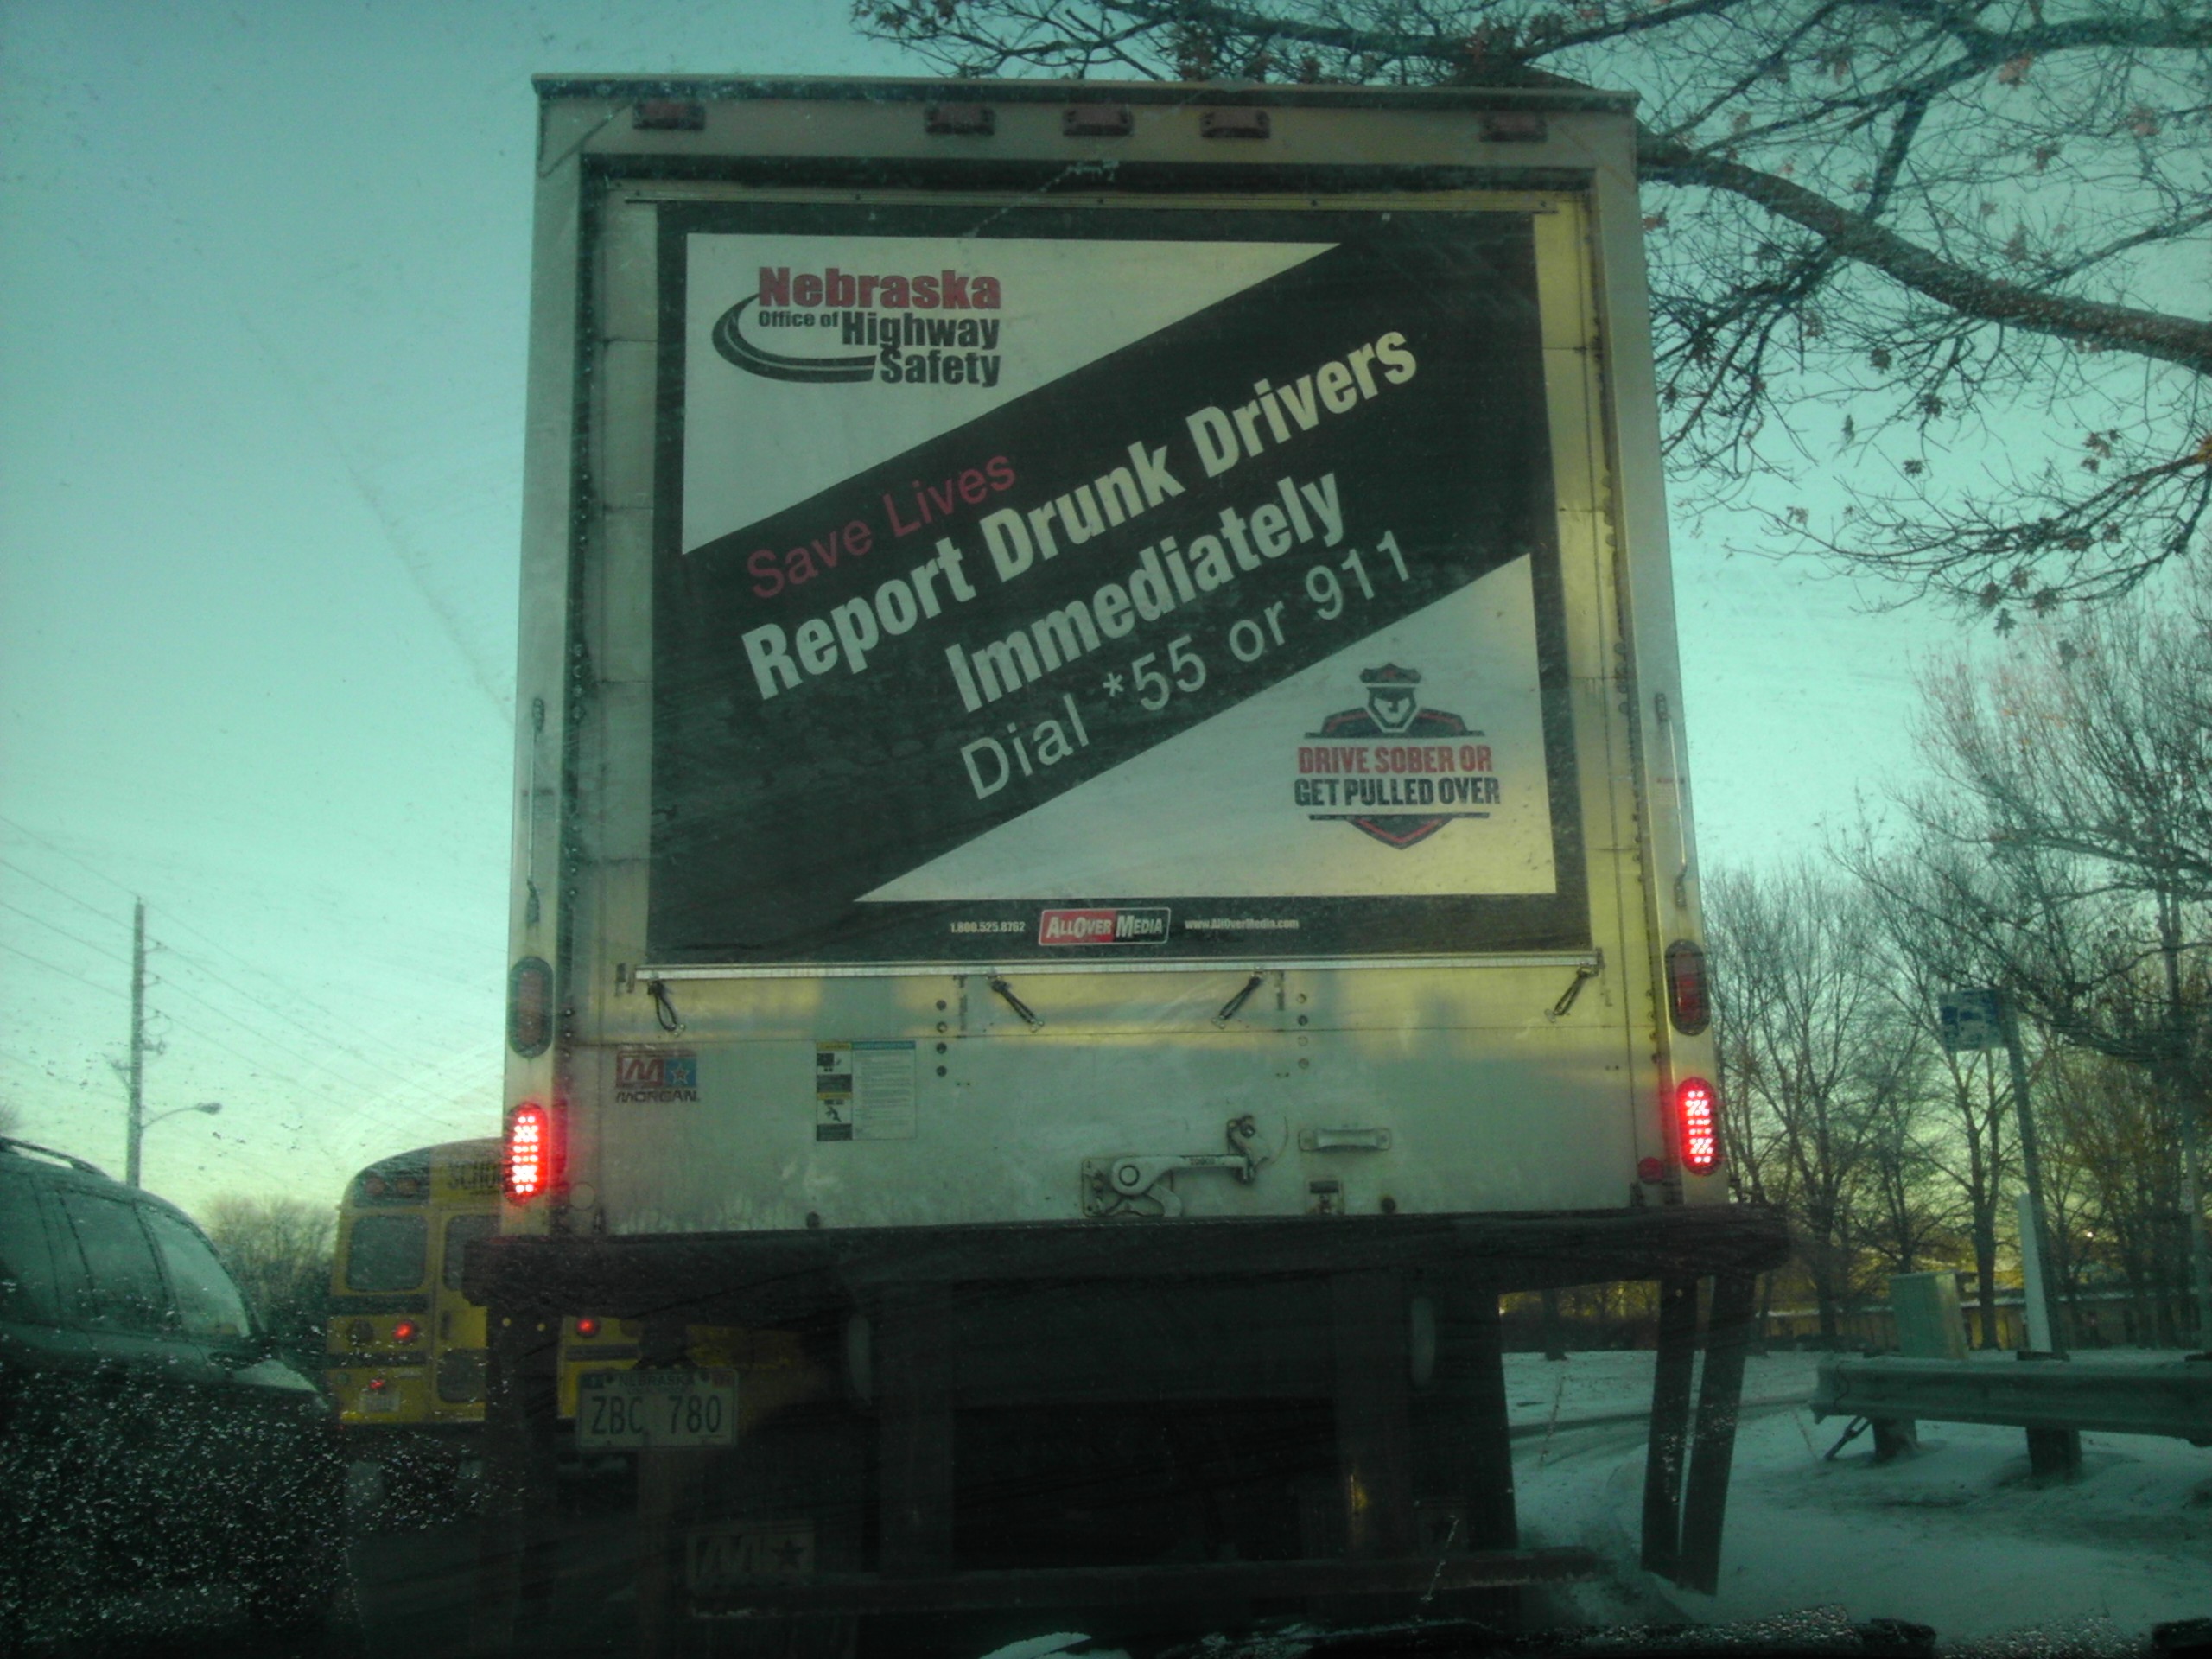 Nebraska
Office of Highway
Safety
Save Lives
Report Drunk Drivers
Immediately
Dial *55 or 911
DRIVE SOBER OR
GET PULLED OVER
1.800.525.8762 ALLOVER MEDIA www.AllOverMedia.com
MORGAN
SCHOO
NEBRASKA
ZBC 780